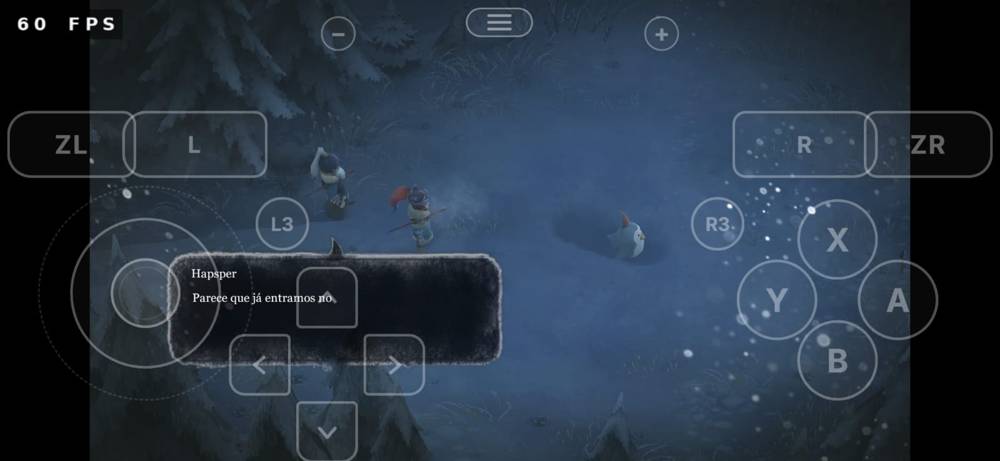 60 FPS
ZL
L
R
ZR
L3
R3
X
Y
A
B
Hapsper
Parece que já entramos no